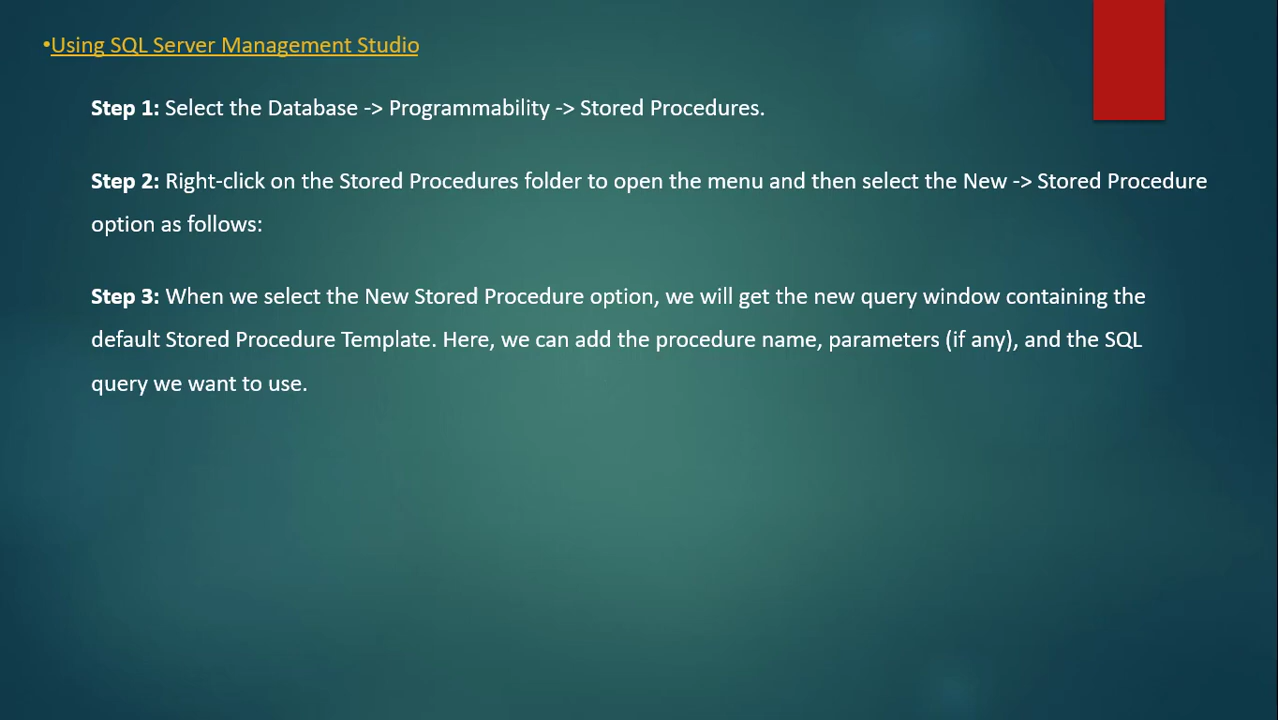 •Using SQL Server Management Studio
Step 1: Select the Database -> Programmability -> Stored Procedures.
Step 2: Right-click on the Stored Procedures folder to open the menu and then select the New -> Stored Procedure
option as follows:
Step 3: When we select the New Stored Procedure option, we will get the new query window containing the
default Stored Procedure Template. Here, we can add the procedure name, parameters (if any), and the SQL
query we want to use.